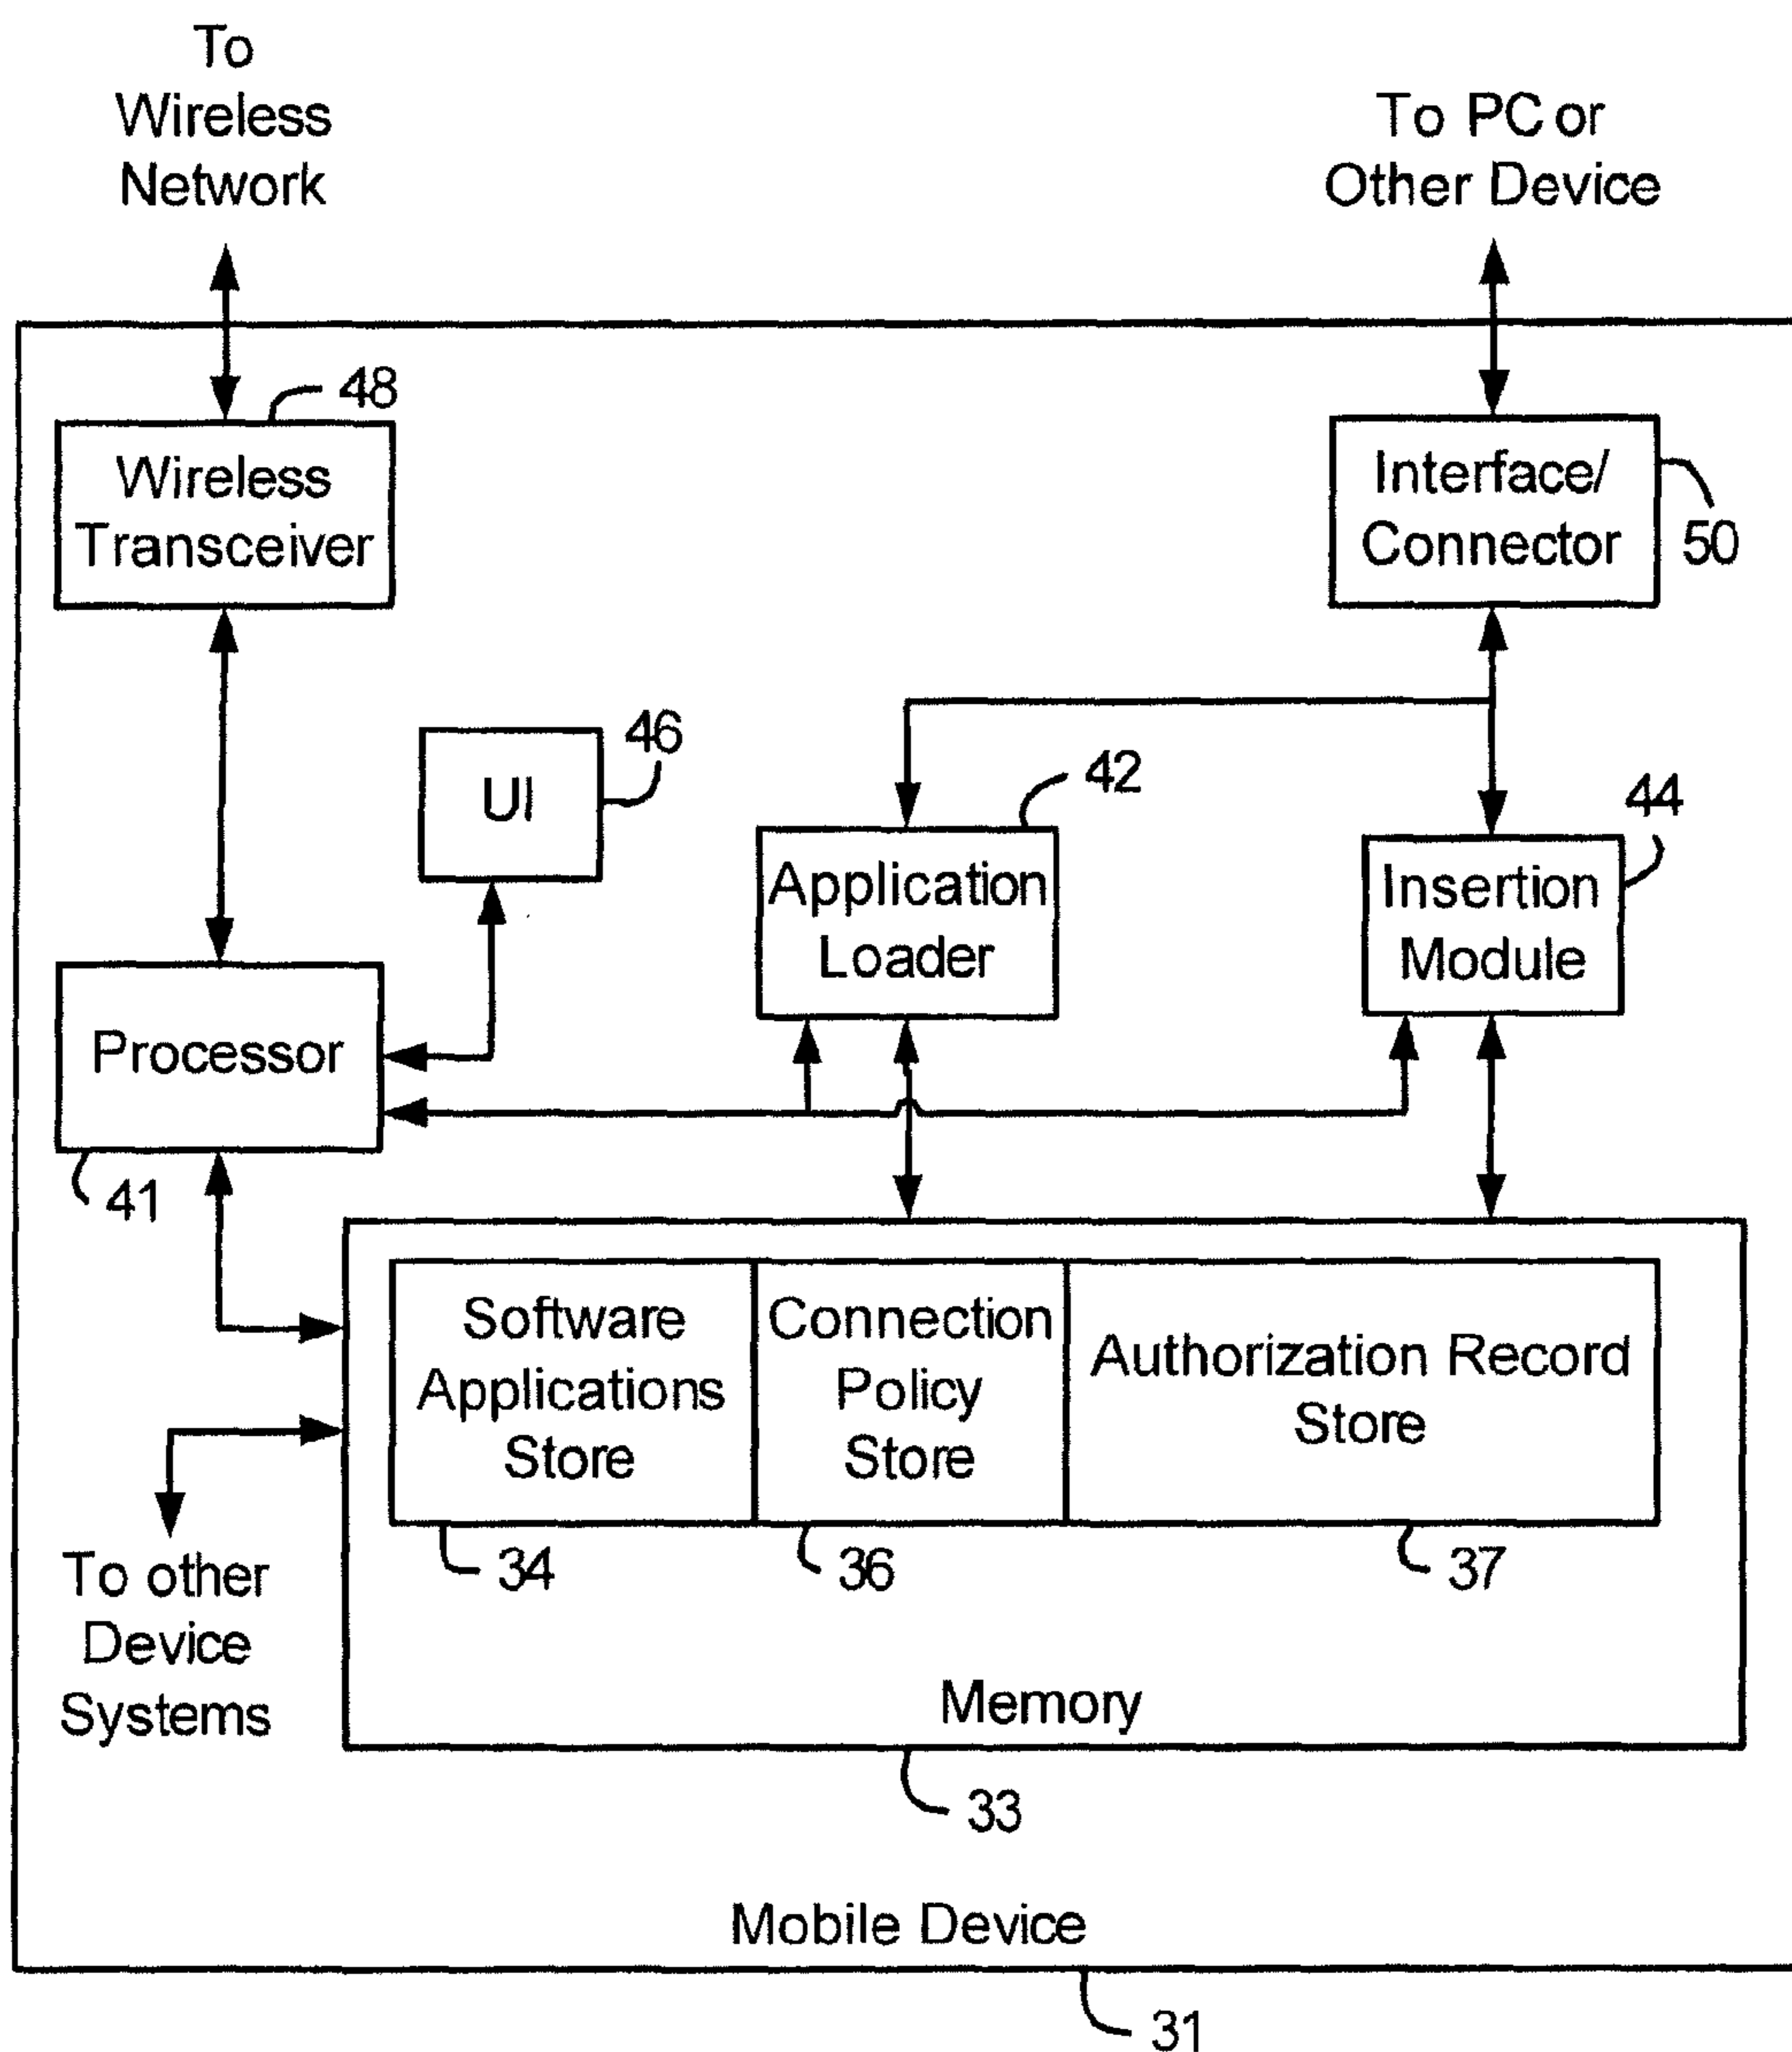 To
Wireless
Network
To PC or
Other Device
48
Wireless
Transceiver
Interface/
Connector
50
UI
46
42
44
Application
Loader
Insertion
Module
Processor
41
Software
Applications
Store
Connection
Policy
Store
Authorization Record
Store
34
36
37
To other
Device
Systems
Memory
33
Mobile Device
31